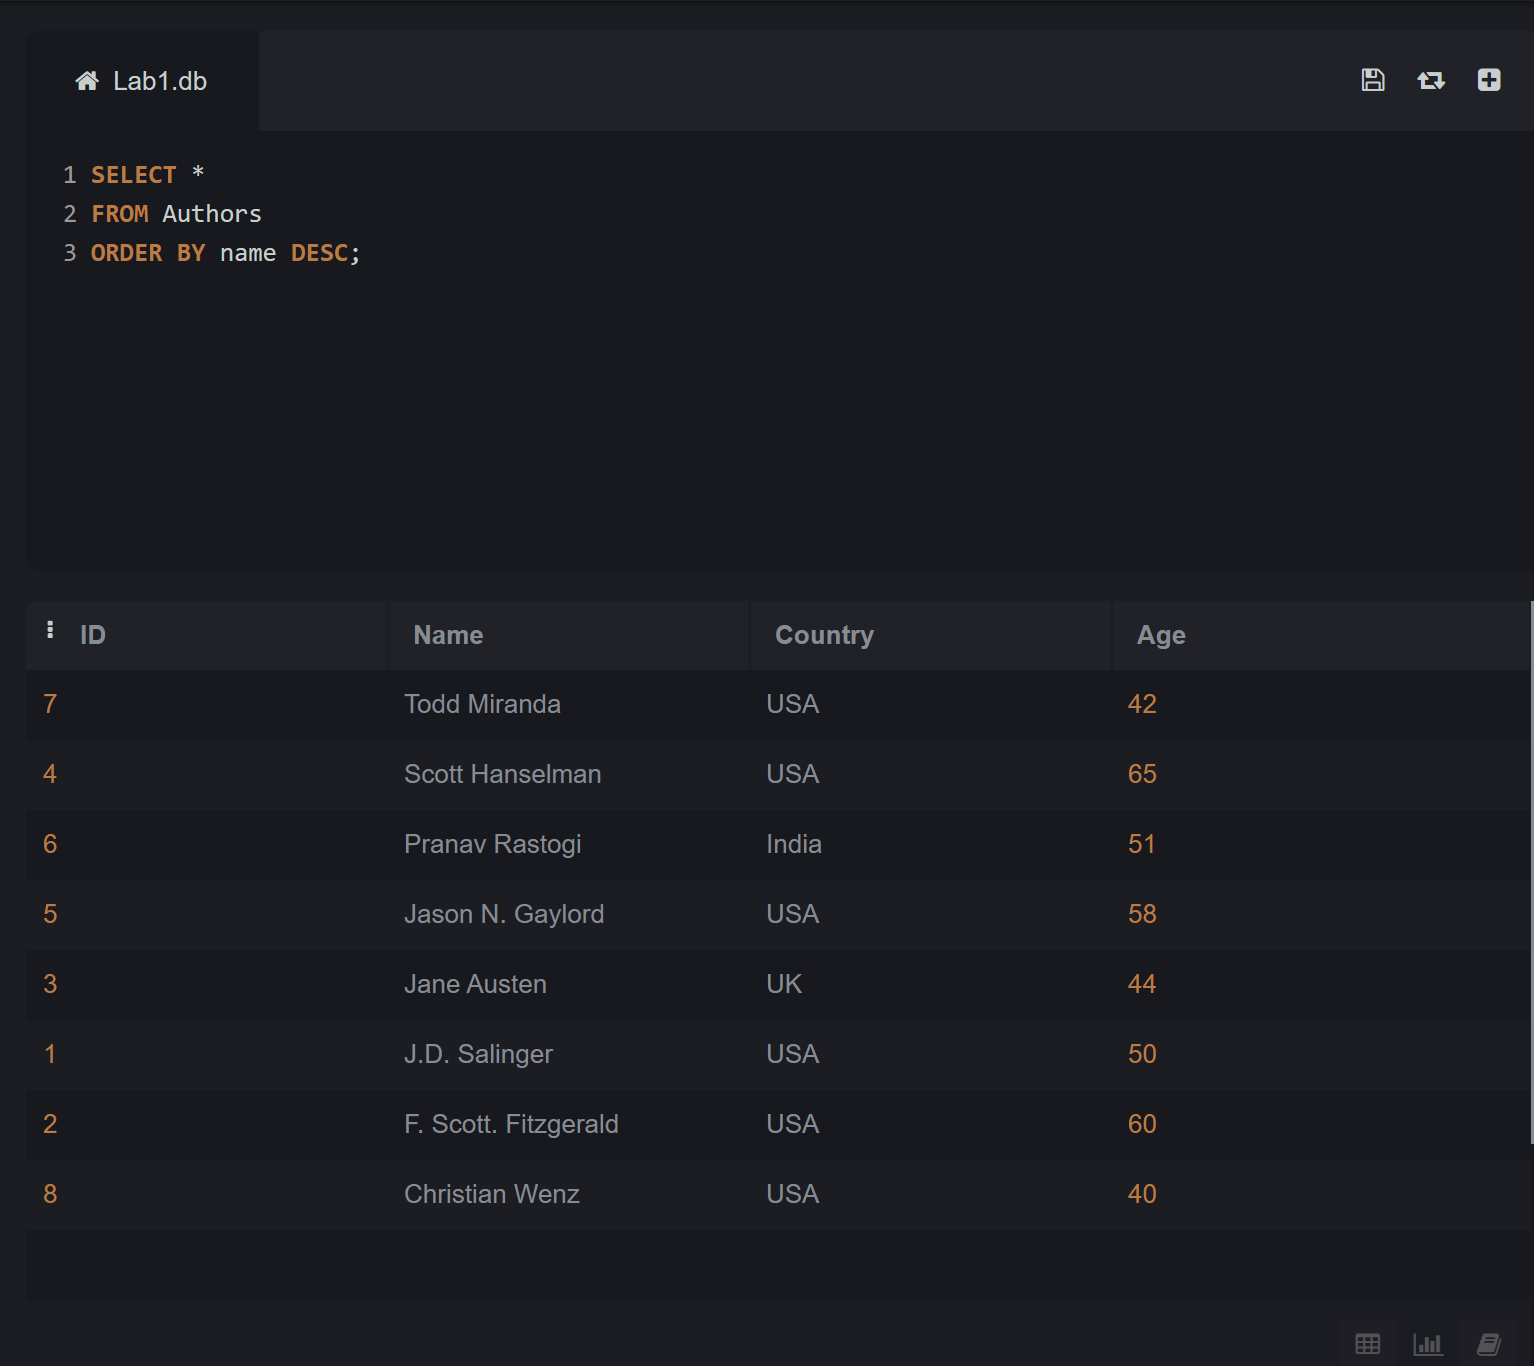 Lab1.db
1 SELECT *
2 FROM Authors
3 ORDER BY name DESC;
ID Name Country Age
7 Todd Miranda USA 42
4 Scott Hanselman USA 65
6 Pranav Rastogi India 51
5 Jason N. Gaylord USA 58
3 Jane Austen UK 44
1 J.D. Salinger USA 50
2 F. Scott. Fitzgerald USA 60
8 Christian Wenz USA 40